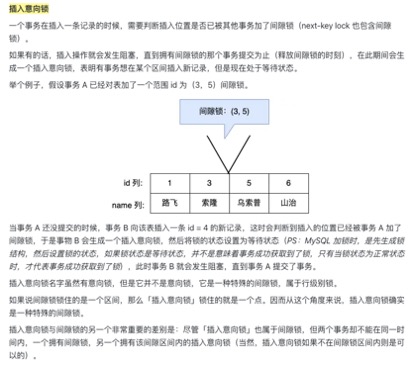 插入意向锁
一个事务在插入一条记录的时候，需要判断插入位置是否已被其他事务加了间隙锁（next-key lock 也包含间隙
锁）。
如果有的话，插入操作就会发生阻塞，直到拥有间隙锁的那个事务提交为止（释放间隙锁的时刻），在此期间会生
成一个插入意向锁，表明有事务想在某个区间插入新记录，但是现在处于等待状态。
举个例子，假设事务 A 已经对表加了一个范围 id 为（3，5）间隙锁。
间隙锁：(3, 5)
id 列: 1 3 5 6
name 列: 路飞 索隆 乌索普 山治
当事务 A 还没提交的时候，事务 B 向该表插入一条 id = 4 的新记录，这时会判断到插入的位置已经被事务 A 加了
间隙锁，于是事物 B 会生成一个插入意向锁，然后将锁的状态设置为等待状态（PS：MySQL 加锁时，是先生成锁
结构，然后设置锁的状态，如果锁状态是等待状态，并不是意味着事务成功获取到了锁，只有当锁状态为正常状态
时，才代表事务成功获取到了锁），此时事务 B 就会发生阻塞，直到事务 A 提交了事务。
插入意向锁名字虽然有意向锁，但是它并不是意向锁，它是一种特殊的间隙锁，属于行级别锁。
如果说间隙锁锁住的是一个区间，那么「插入意向锁」锁住的就是一个点。因而从这个角度来说，插入意向锁确实
是一种特殊的间隙锁。
插入意向锁与间隙锁的另一个非常重要的差别是：尽管「插入意向锁」也属于间隙锁，但两个事务却不能在同一时
间内，一个拥有间隙锁，另一个拥有该间隙区间内的插入意向锁（当然，插入意向锁如果不在间隙锁区间内则是可
以的）。